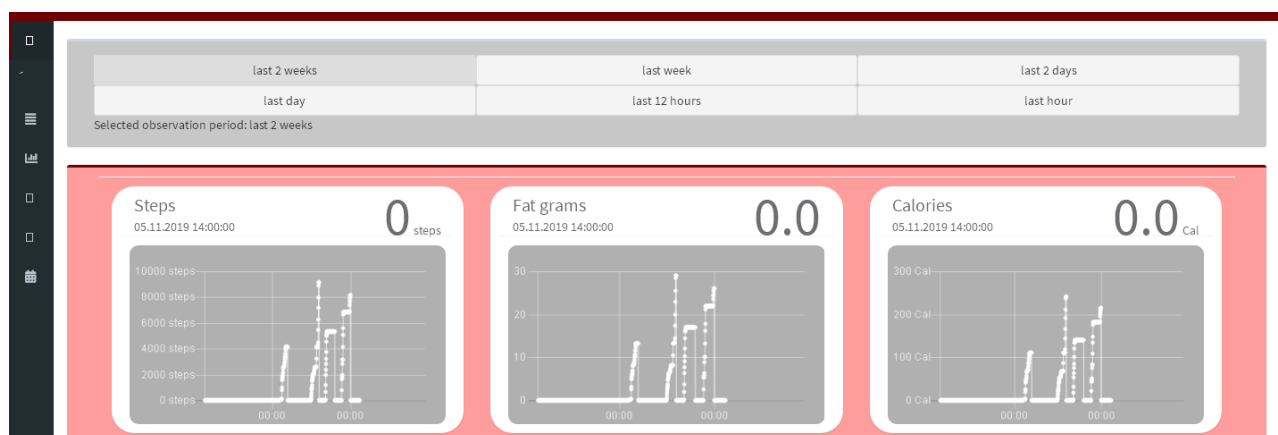 last 2 weeks last week last 2 days
last day last 12 hours last hour
Selected observation period: last 2 weeks
Steps
05.11.2019 14:00:00
0 steps
10000 steps
8000 steps
6000 steps
4000 steps
2000 steps
0 steps
00:00 00:00
Fat grams
05.11.2019 14:00:00
0.0
30
20
10
0
00:00 00:00
Calories
05.11.2019 14:00:00
0.0 Cal
300 Cal
200 Cal
100 Cal
0 Cal
00:00 00:00